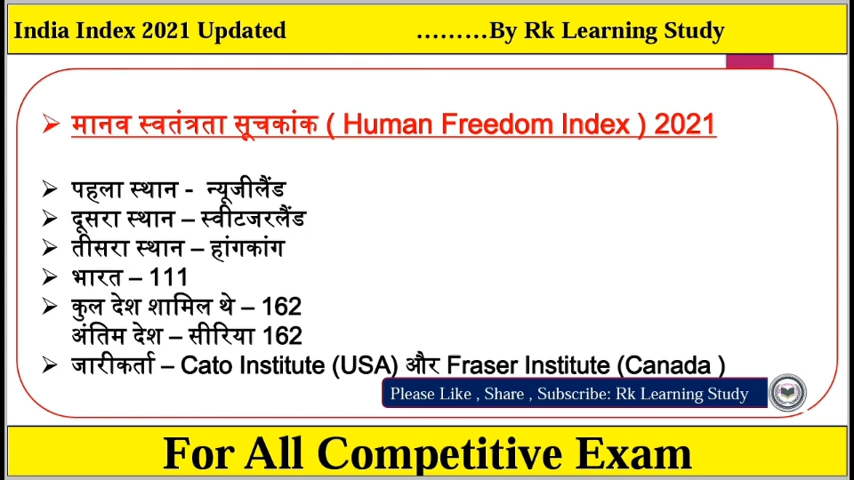 India Index 2021 Updated ………By Rk Learning Study
मानव स्वतंत्रता सूचकांक ( Human Freedom Index ) 2021
पहला स्थान - न्यूजीलैंड
दूसरा स्थान – स्वीटजरलैंड
तीसरा स्थान – हांगकांग
भारत – 111
कुल देश शामिल थे – 162
अंतिम देश – सीरिया 162
जारीकर्ता – Cato Institute (USA) और Fraser Institute (Canada )
Please Like , Share , Subscribe: Rk Learning Study
For All Competitive Exam